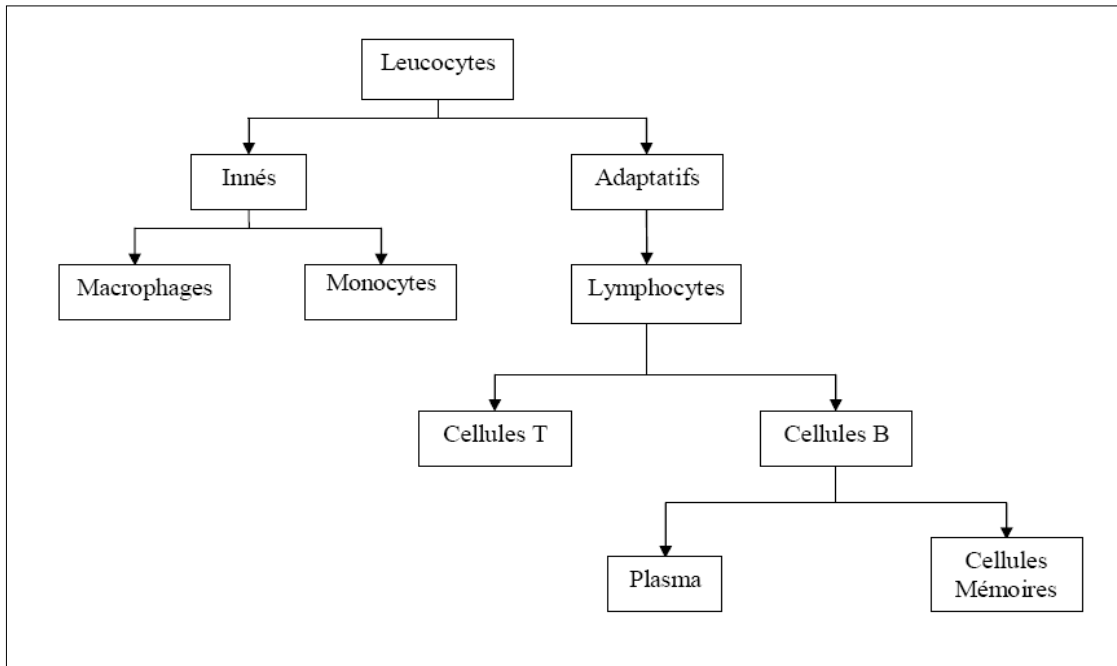 Leucocytes
Innés
Adaptatifs
Macrophages
Monocytes
Lymphocytes
Cellules T
Cellules B
Plasma
Cellules
Mémoires